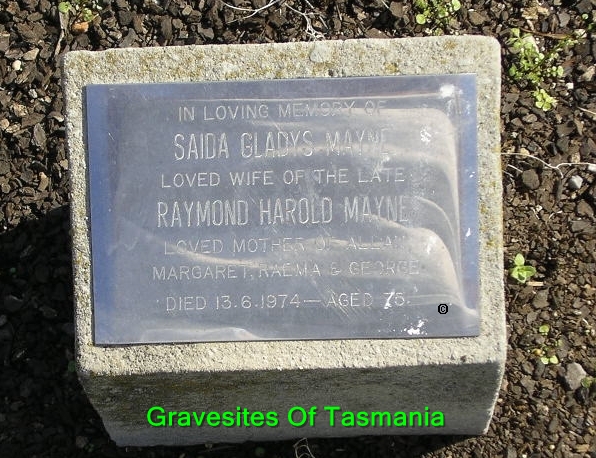 IN LOVING MEMORY OF
SAIDA GLADYS MAYNE
LOVED WIFE OF THE LATE
RAYMOND HAROLD MAYNE
LOVED MOTHER OF ALLAN,
MARGARET, RAEMA & GEORGE
DIED 13.6.1974—AGED 75.
©
Gravesites Of Tasmania